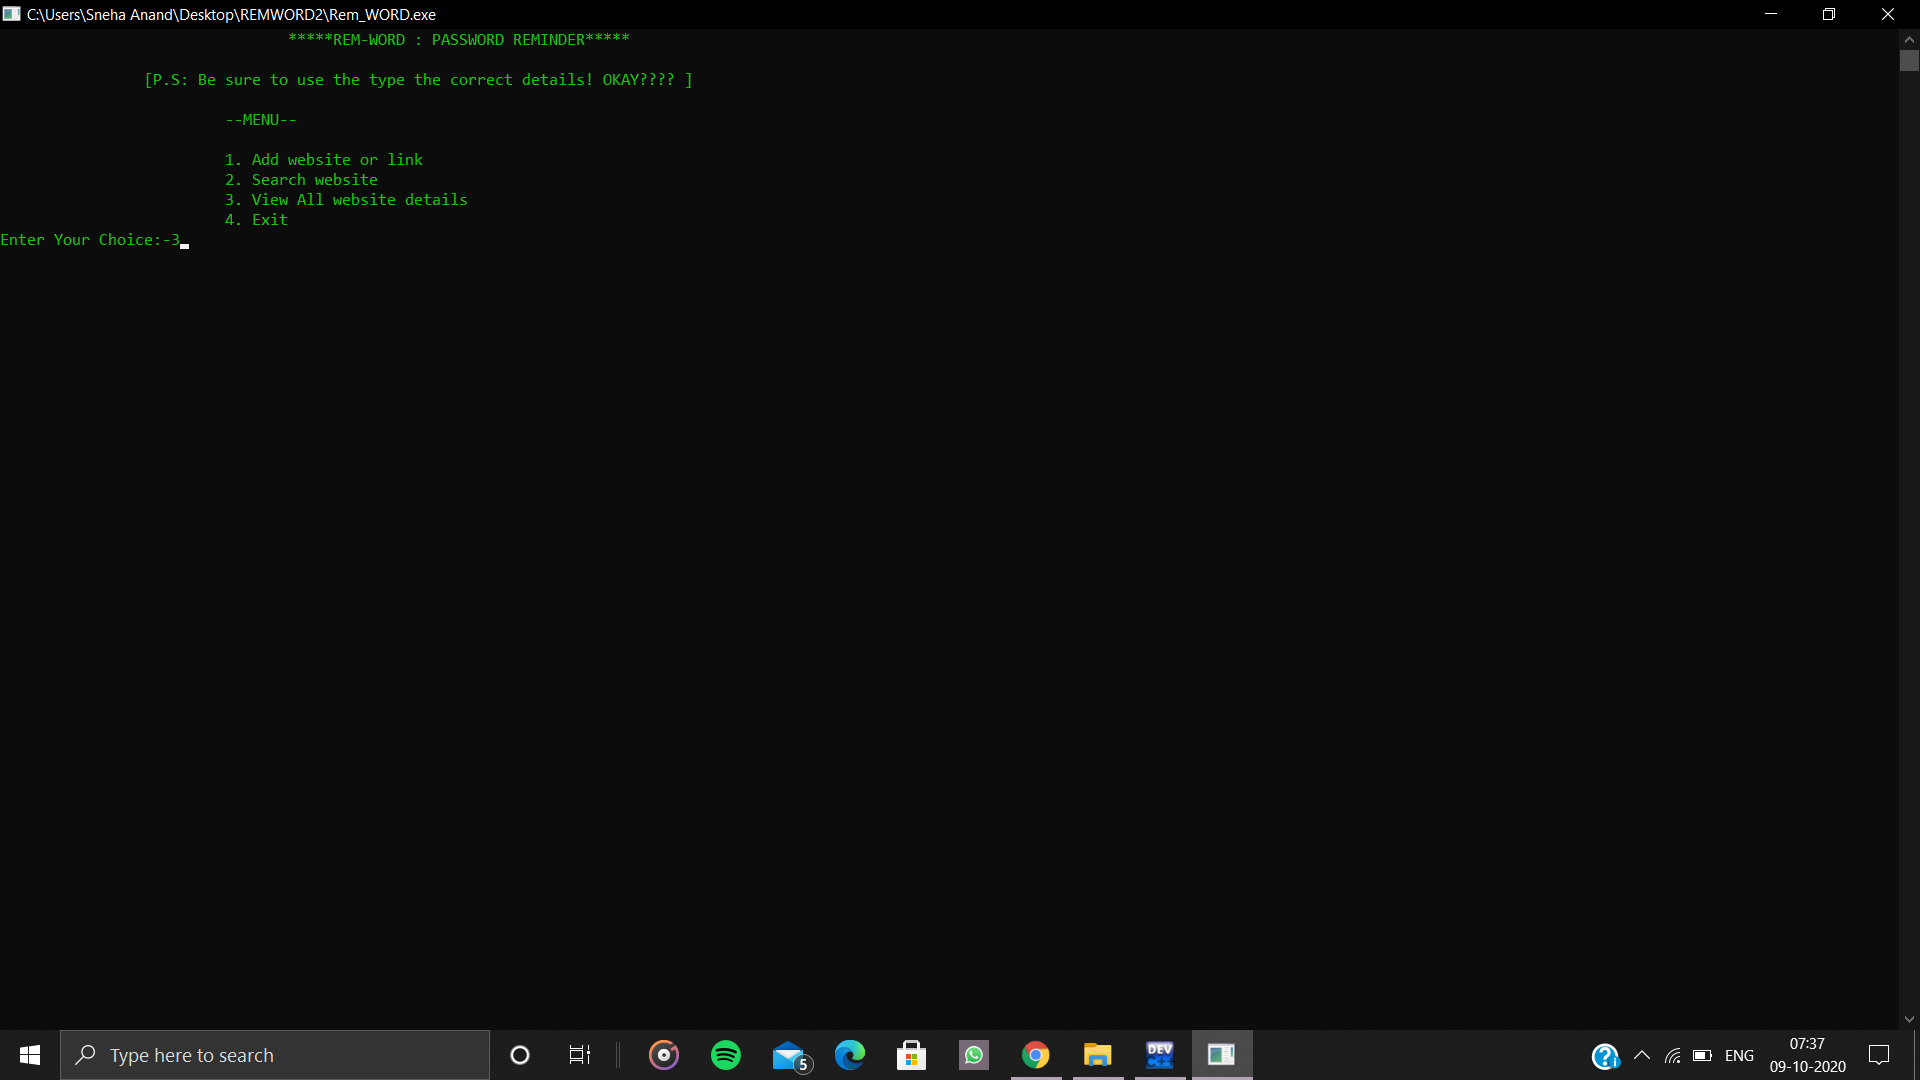 C:\Users\Sneha Anand\Desktop\REMWORD2\Rem_WORD.exe
*****REM-WORD : PASSWORD REMINDER*****
[P.S: Be sure to use the type the correct details! OKAY???? ]
--MENU--
1. Add website or link
2. Search website
3. View All website details
4. Exit
Enter Your Choice:-3
Type here to search
5
DEV
C++
ENG
07:37
09-10-2020